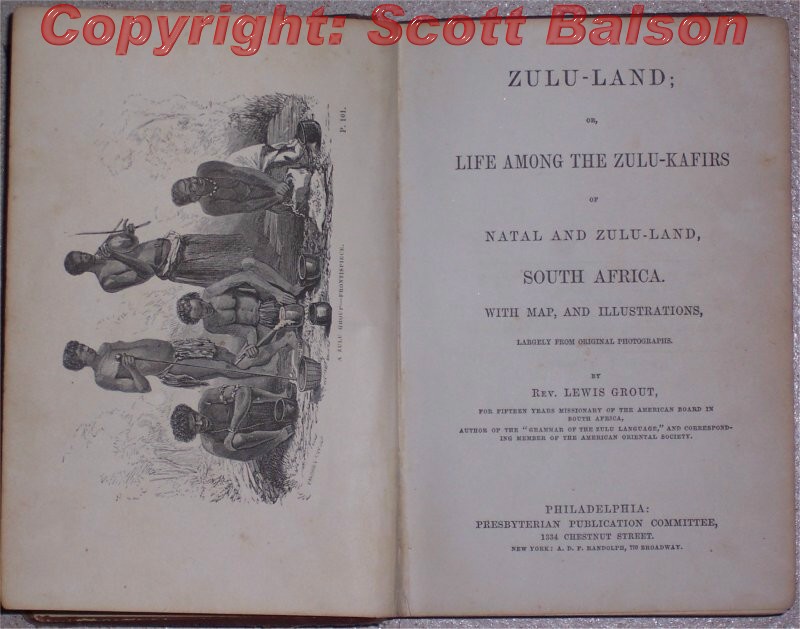 Copyright: Scott Balson
P. 101.
A ZULU GROUP—FRONTISPIECE.
ZULU-LAND;
OR,
LIFE AMONG THE ZULU-KAFIRS
OF
NATAL AND ZULU-LAND,
SOUTH AFRICA.
WITH MAP, AND ILLUSTRATIONS,
LARGELY FROM ORIGINAL PHOTOGRAPHS.
BY
REV. LEWIS GROUT,
FOR FIFTEEN YEARS MISSIONARY OF THE AMERICAN BOARD IN
SOUTH AFRICA,
AUTHOR OF THE "GRAMMAR OF THE ZULU LANGUAGE," AND CORRESPOND-
ING MEMBER OF THE AMERICAN ORIENTAL SOCIETY.
PHILADELPHIA:
PRESBYTERIAN PUBLICATION COMMITTEE,
1334 CHESTNUT STREET.
NEW YORK: A. D. F. RANDOLPH, 770 BROADWAY.